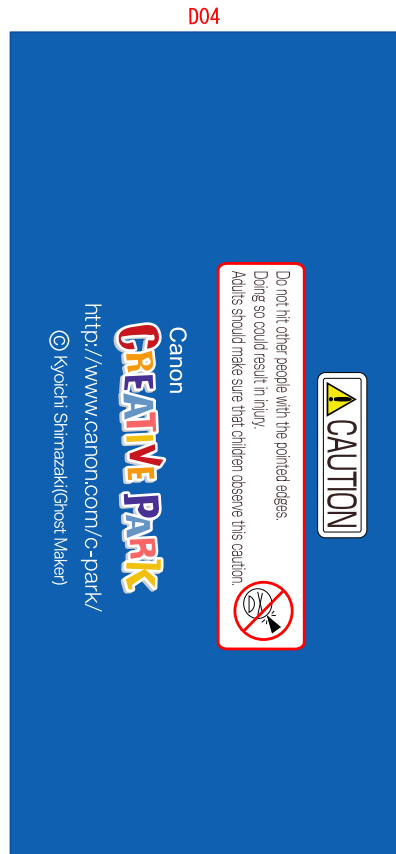 D04
CAUTION
Do not hit other people with the pointed edges.
Doing so could result in injury.
Adults should make sure that children observe this caution.
Canon
CREATIVE PARK
http://www.canon.com/c-park/
© Kyoichi Shimazaki(Ghost Maker)